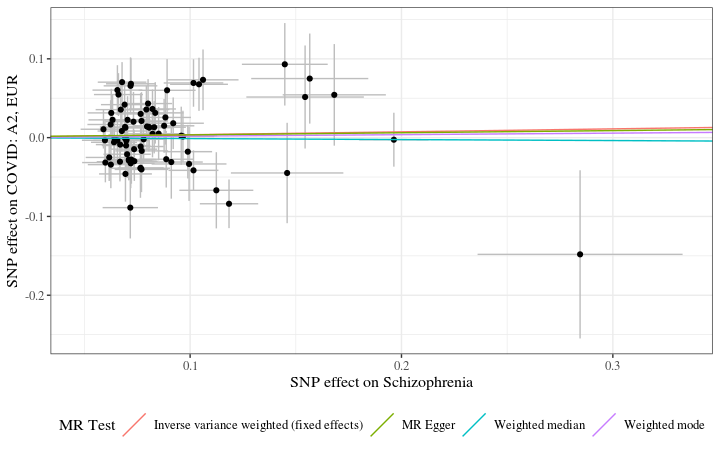 SNP effect on COVID: A2, EUR
0.1
0.0
-0.1
-0.2
0.1 0.2 0.3
SNP effect on Schizophrenia
MR Test Inverse variance weighted (fixed effects) MR Egger Weighted median Weighted mode